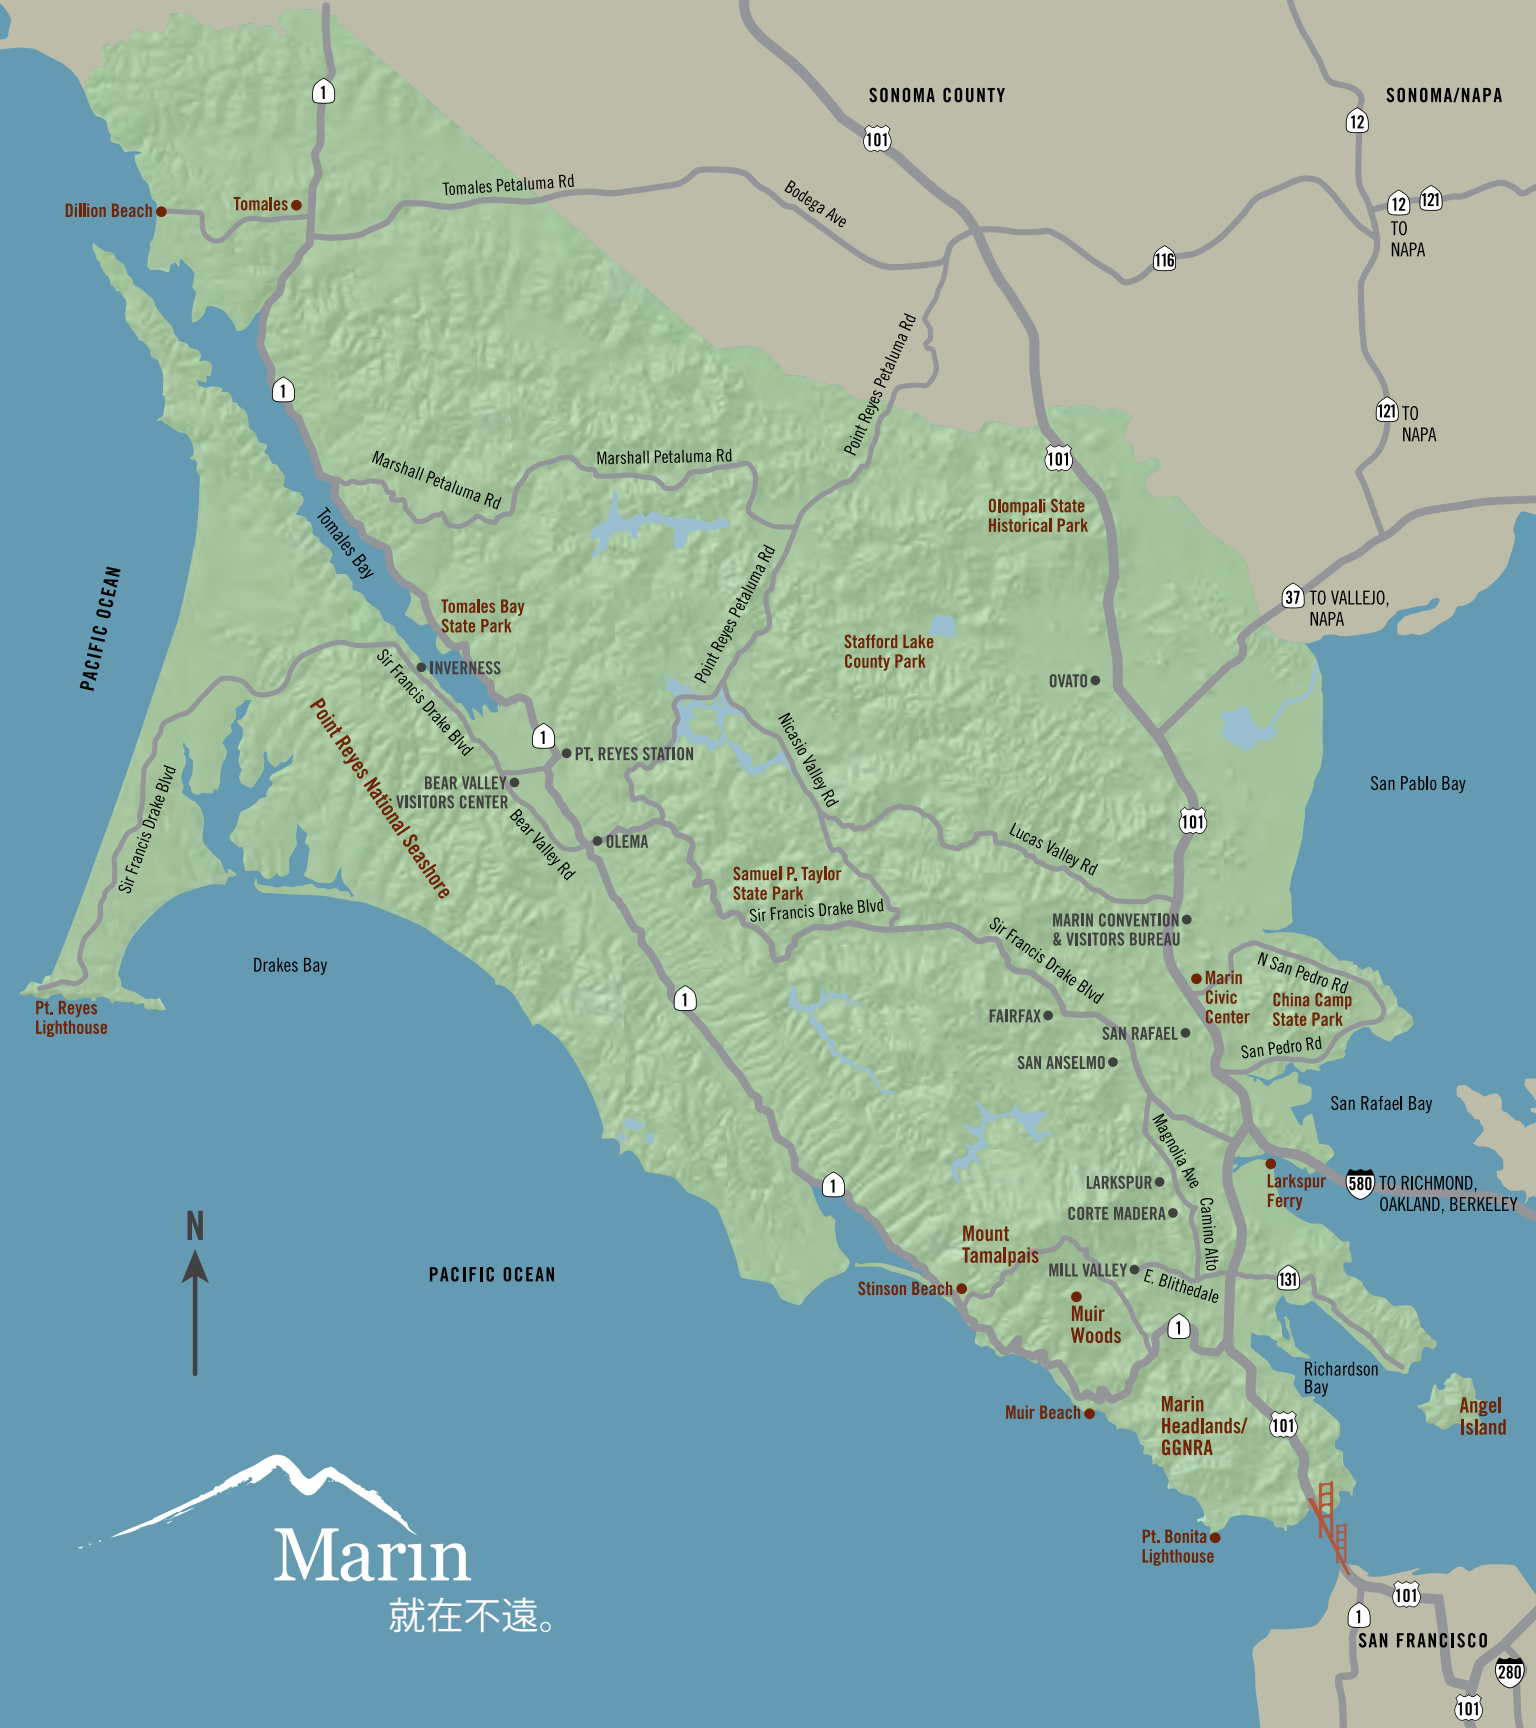 SONOMA COUNTY
SONOMA/NAPA
1
101
12
Dillion Beach
Tomales
Tomales Petaluma Rd
Bodega Ave
12
121
TO
NAPA
116
1
Point Reyes Petaluma Rd
121
TO
NAPA
Marshall Petaluma Rd
Marshall Petaluma Rd
101
Olompali State
Historical Park
Tomales Bay
PACIFIC OCEAN
Point Reyes Petaluma Rd
37
TO VALLEJO,
NAPA
Tomales Bay
State Park
Stafford Lake
County Park
INVERNESS
OVATO
Sir Francis Drake Blvd
Point Reyes National Seashore
1
PT. REYES STATION
Nicasio Valley Rd
BEAR VALLEY
VISITORS CENTER
San Pablo Bay
Sir Francis Drake Blvd
Bear Valley Rd
OLEMA
101
Lucas Valley Rd
Samuel P. Taylor
State Park
Sir Francis Drake Blvd
MARIN CONVENTION
& VISITORS BUREAU
Sir Francis Drake Blvd
Drakes Bay
N San Pedro Rd
Marin
Civic
Center
China Camp
State Park
Pt. Reyes
Lighthouse
1
FAIRFAX
SAN RAFAEL
San Pedro Rd
SAN ANSELMO
San Rafael Bay
Magnolia Ave
LARKSPUR
1
Larkspur
Ferry
580
TO RICHMOND,
OAKLAND, BERKELEY
CORTE MADERA
Camino Alto
N
Mount
Tamalpais
PACIFIC OCEAN
MILL VALLEY
E. Blithedale
131
Stinson Beach
Muir
Woods
1
Richardson
Bay
Muir Beach
Marin
Headlands/
GGNRA
101
Angel
Island
Pt. Bonita
Lighthouse
Marin
就在不遠。
101
1
SAN FRANCISCO
280
101